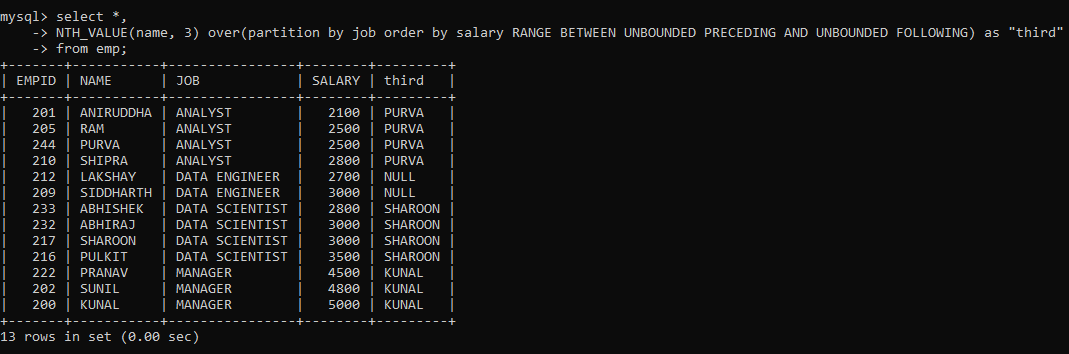 mysql> select *,
    -> NTH_VALUE(name, 3) over(partition by job order by salary RANGE BETWEEN UNBOUNDED PRECEDING AND UNBOUNDED FOLLOWING) as "third"
    -> from emp;
+-------+-----------+----------------+--------+---------+
| EMPID | NAME      | JOB            | SALARY | third   |
+-------+-----------+----------------+--------+---------+
|   201 | ANIRUDDHA | ANALYST        |   2100 | PURVA   |
|   205 | RAM       | ANALYST        |   2500 | PURVA   |
|   244 | PURVA     | ANALYST        |   2500 | PURVA   |
|   210 | SHIPRA    | ANALYST        |   2800 | PURVA   |
|   212 | LAKSHAY   | DATA ENGINEER  |   2700 | NULL    |
|   209 | SIDDHARTH | DATA ENGINEER  |   3000 | NULL    |
|   233 | ABHISHEK  | DATA SCIENTIST |   2800 | SHAROON |
|   232 | ABHIRAJ   | DATA SCIENTIST |   3000 | SHAROON |
|   217 | SHAROON   | DATA SCIENTIST |   3000 | SHAROON |
|   216 | PULKIT    | DATA SCIENTIST |   3500 | SHAROON |
|   222 | PRANAV    | MANAGER        |   4500 | KUNAL   |
|   202 | SUNIL     | MANAGER        |   4800 | KUNAL   |
|   200 | KUNAL     | MANAGER        |   5000 | KUNAL   |
+-------+-----------+----------------+--------+---------+
13 rows in set (0.00 sec)